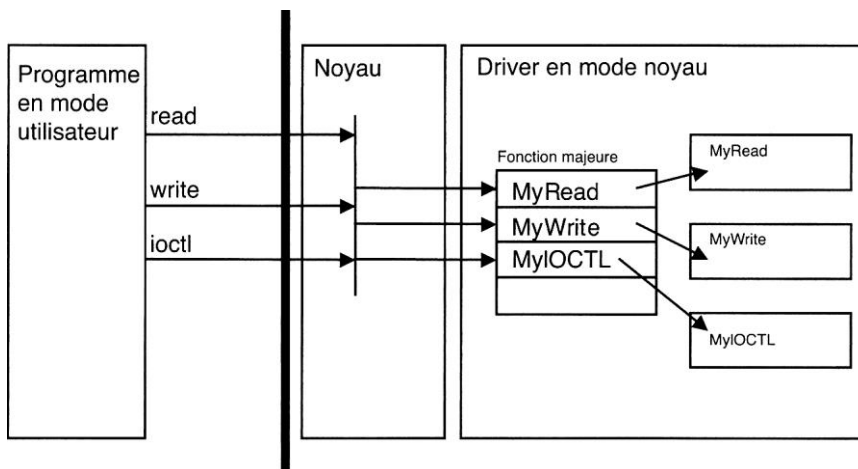 Programme
en mode
utilisateur
read
write
ioctl
Noyau
Driver en mode noyau
Fonction majeure
MyRead
MyWrite
MyIOCTL
MyRead
MyWrite
MyIOCTL